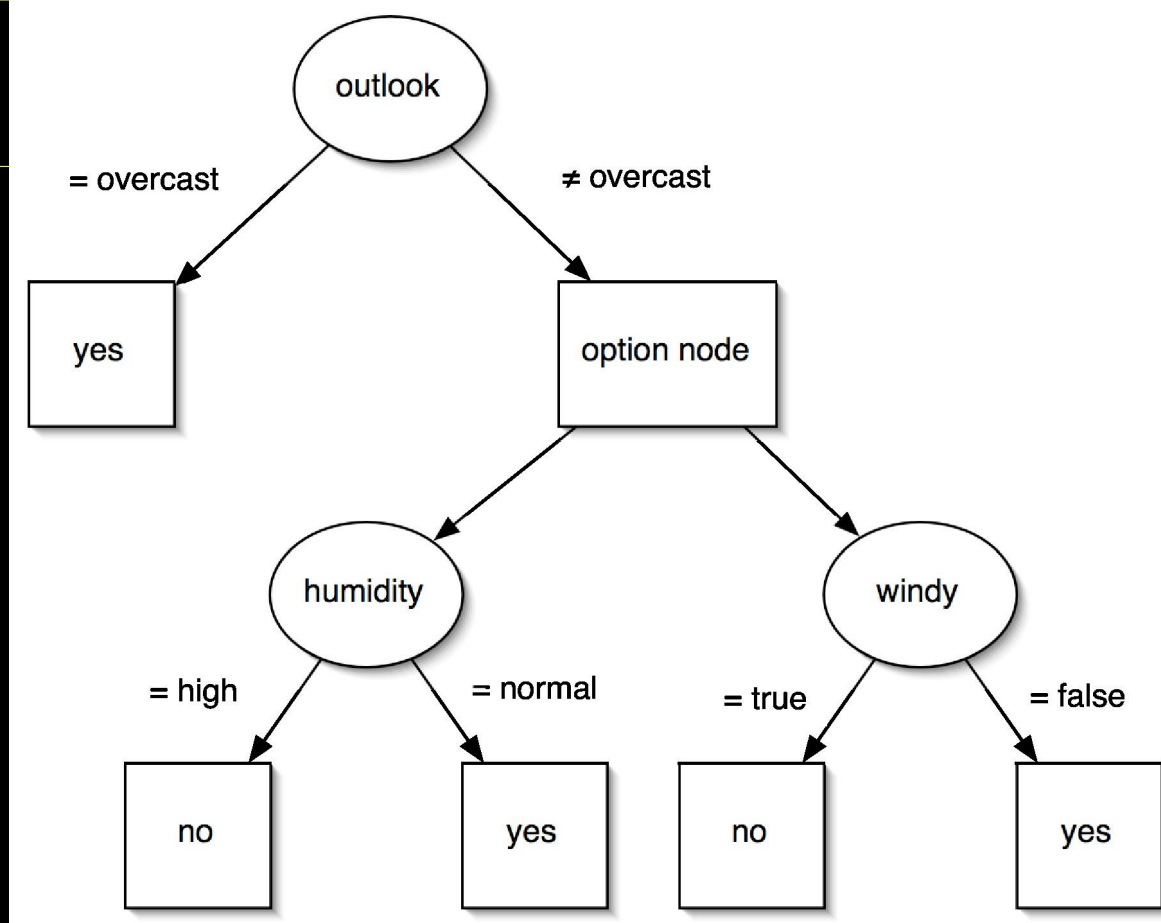 outlook
= overcast
≠ overcast
yes
option node
humidity
windy
= high
= normal
= true
= false
no
yes
no
yes